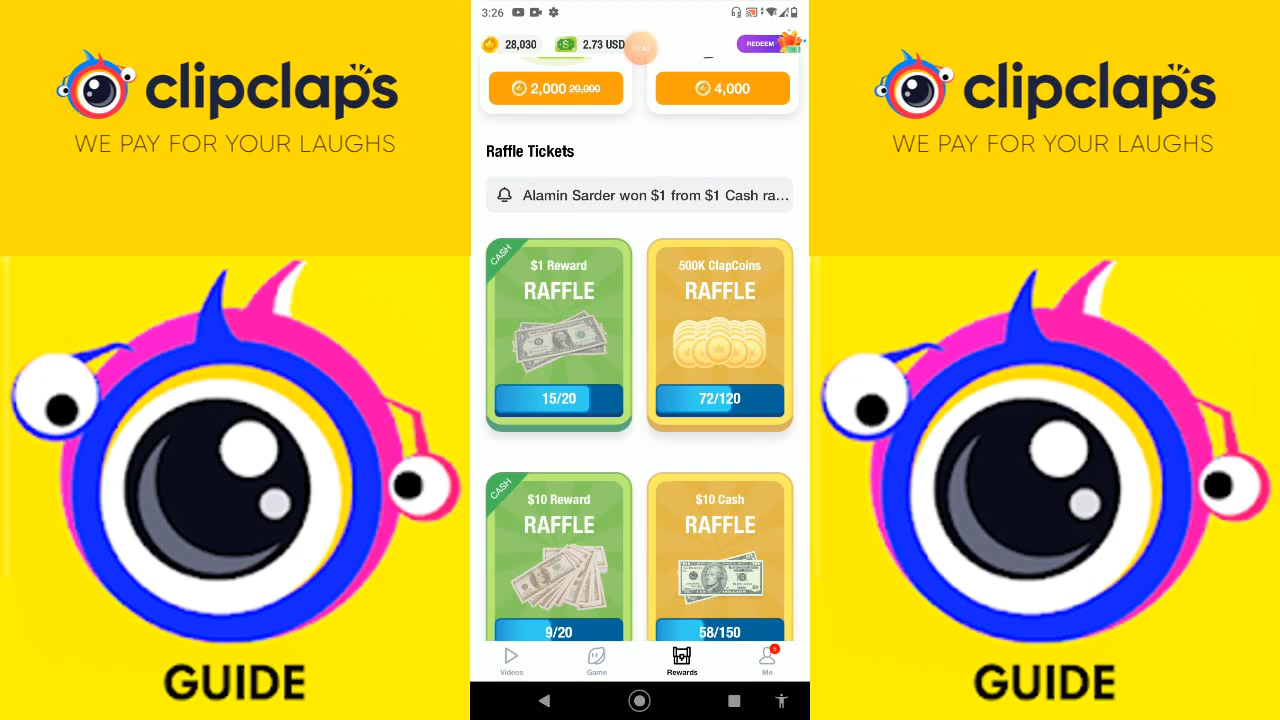 clipclaps
WE PAY FOR YOUR LAUGHS
GUIDE
3:26
28,030
2.73 USD
REDEEM
2,000 20,000
4,000
Raffle Tickets
Alamin Sarder won $1 from $1 Cash ra...
CASH
$1 Reward
RAFFLE
15/20
500K ClapCoins
RAFFLE
72/120
CASH
$10 Reward
RAFFLE
9/20
$10 Cash
RAFFLE
58/150
Videos
Game
Rewards
Me
clipclaps
WE PAY FOR YOUR LAUGHS
GUIDE